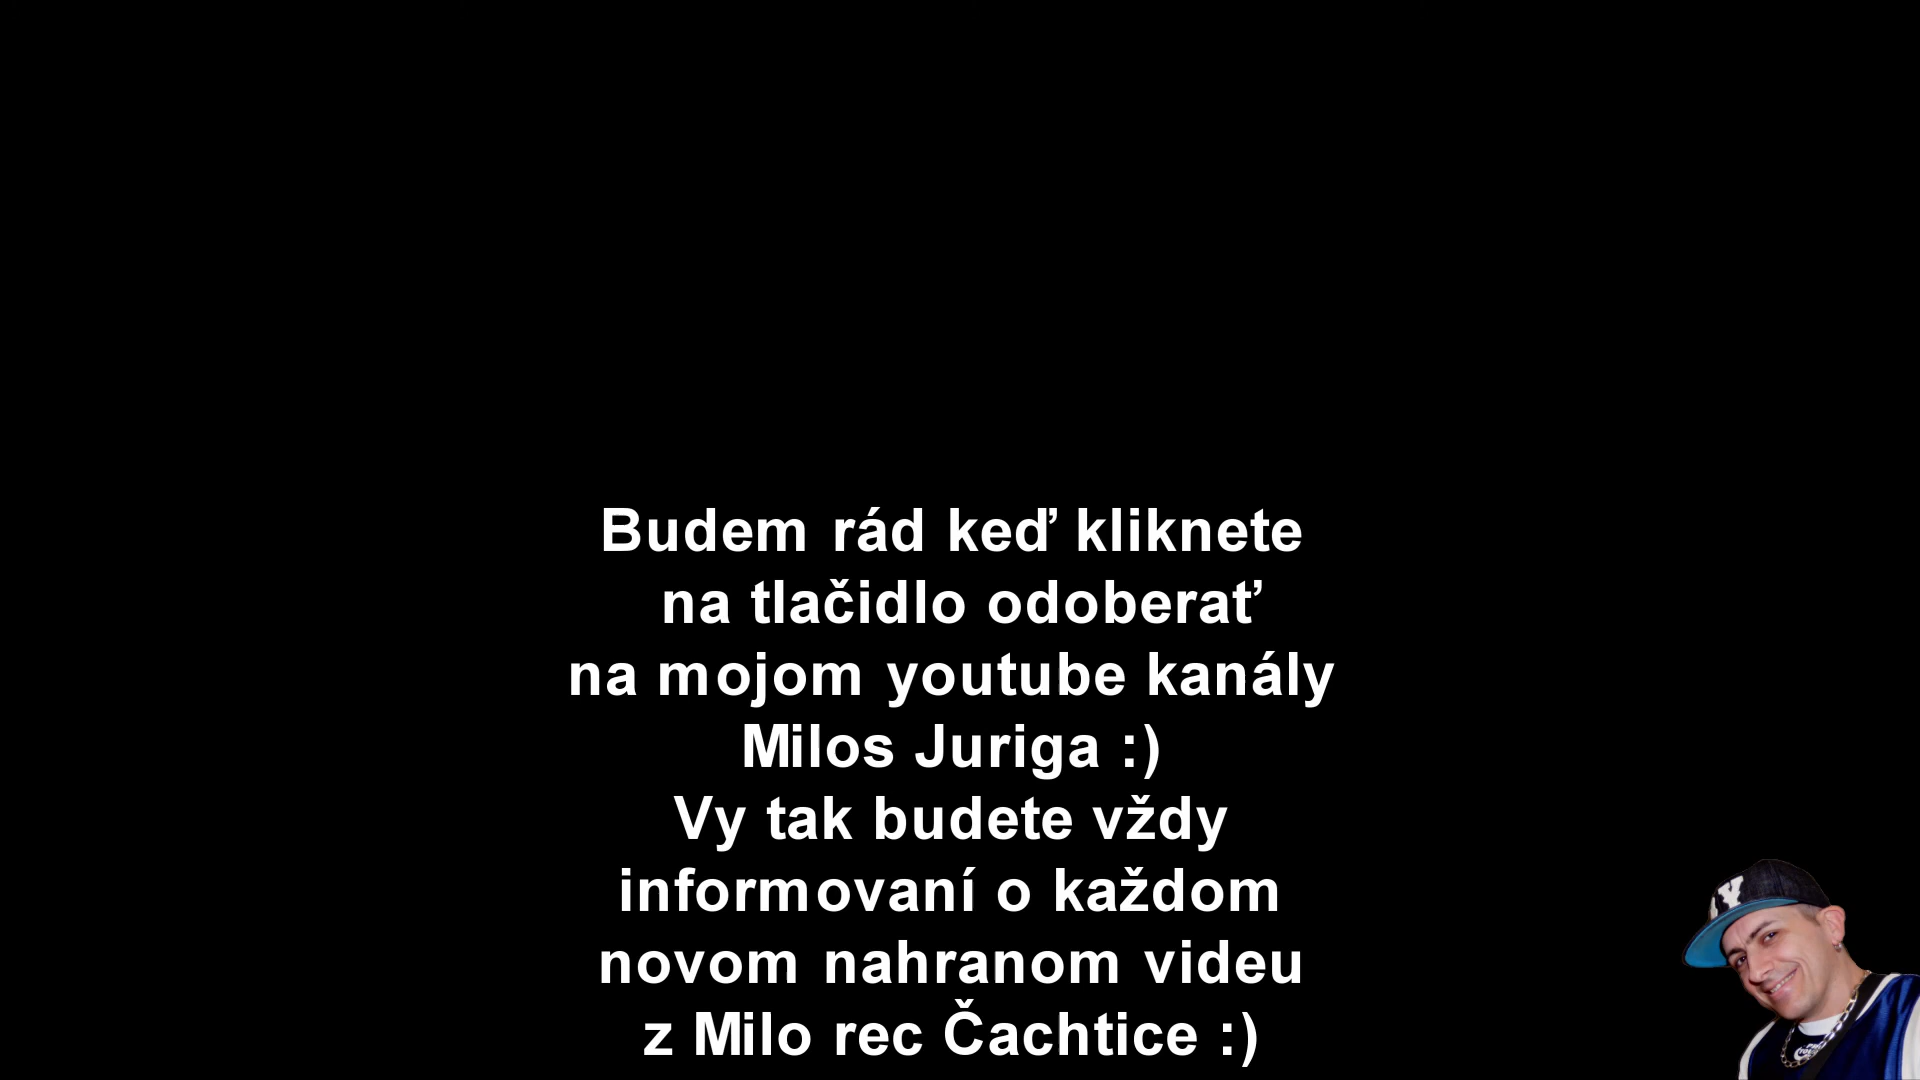 Budem rád keď kliknete
na tlačidlo odoberať
na mojom youtube kanály
Milos Juriga :)
Vy tak budete vždy
informovaní o každom
novom nahranom videu
z Milo rec Čachtice :)